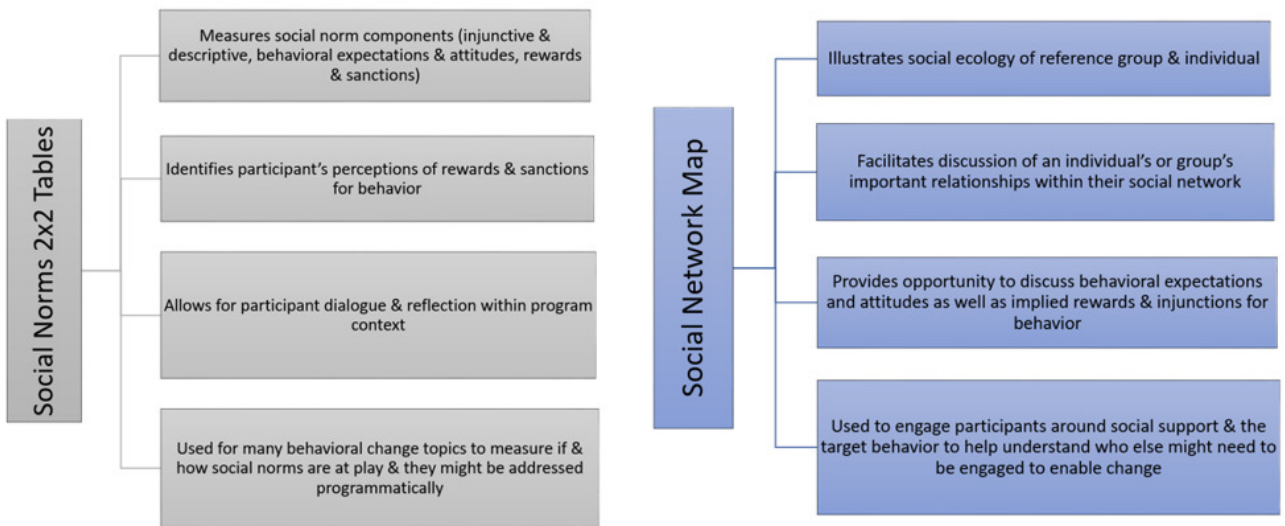 Social Norms 2x2 Tables
Measures social norm components (injunctive &
descriptive, behavioral expectations & attitudes, rewards
& sanctions)
Identifies participant's perceptions of rewards & sanctions
for behavior
Allows for participant dialogue & reflection within program
context
Used for many behavioral change topics to measure if &
how social norms are at play & they might be addressed
programmatically
Social Network Map
Illustrates social ecology of reference group & individual
Facilitates discussion of an individual's or group's
important relationships within their social network
Provides opportunity to discuss behavioral expectations
and attitudes as well as implied rewards & injunctions for
behavior
Used to engage participants around social support & the
target behavior to help understand who else might need to
be engaged to enable change